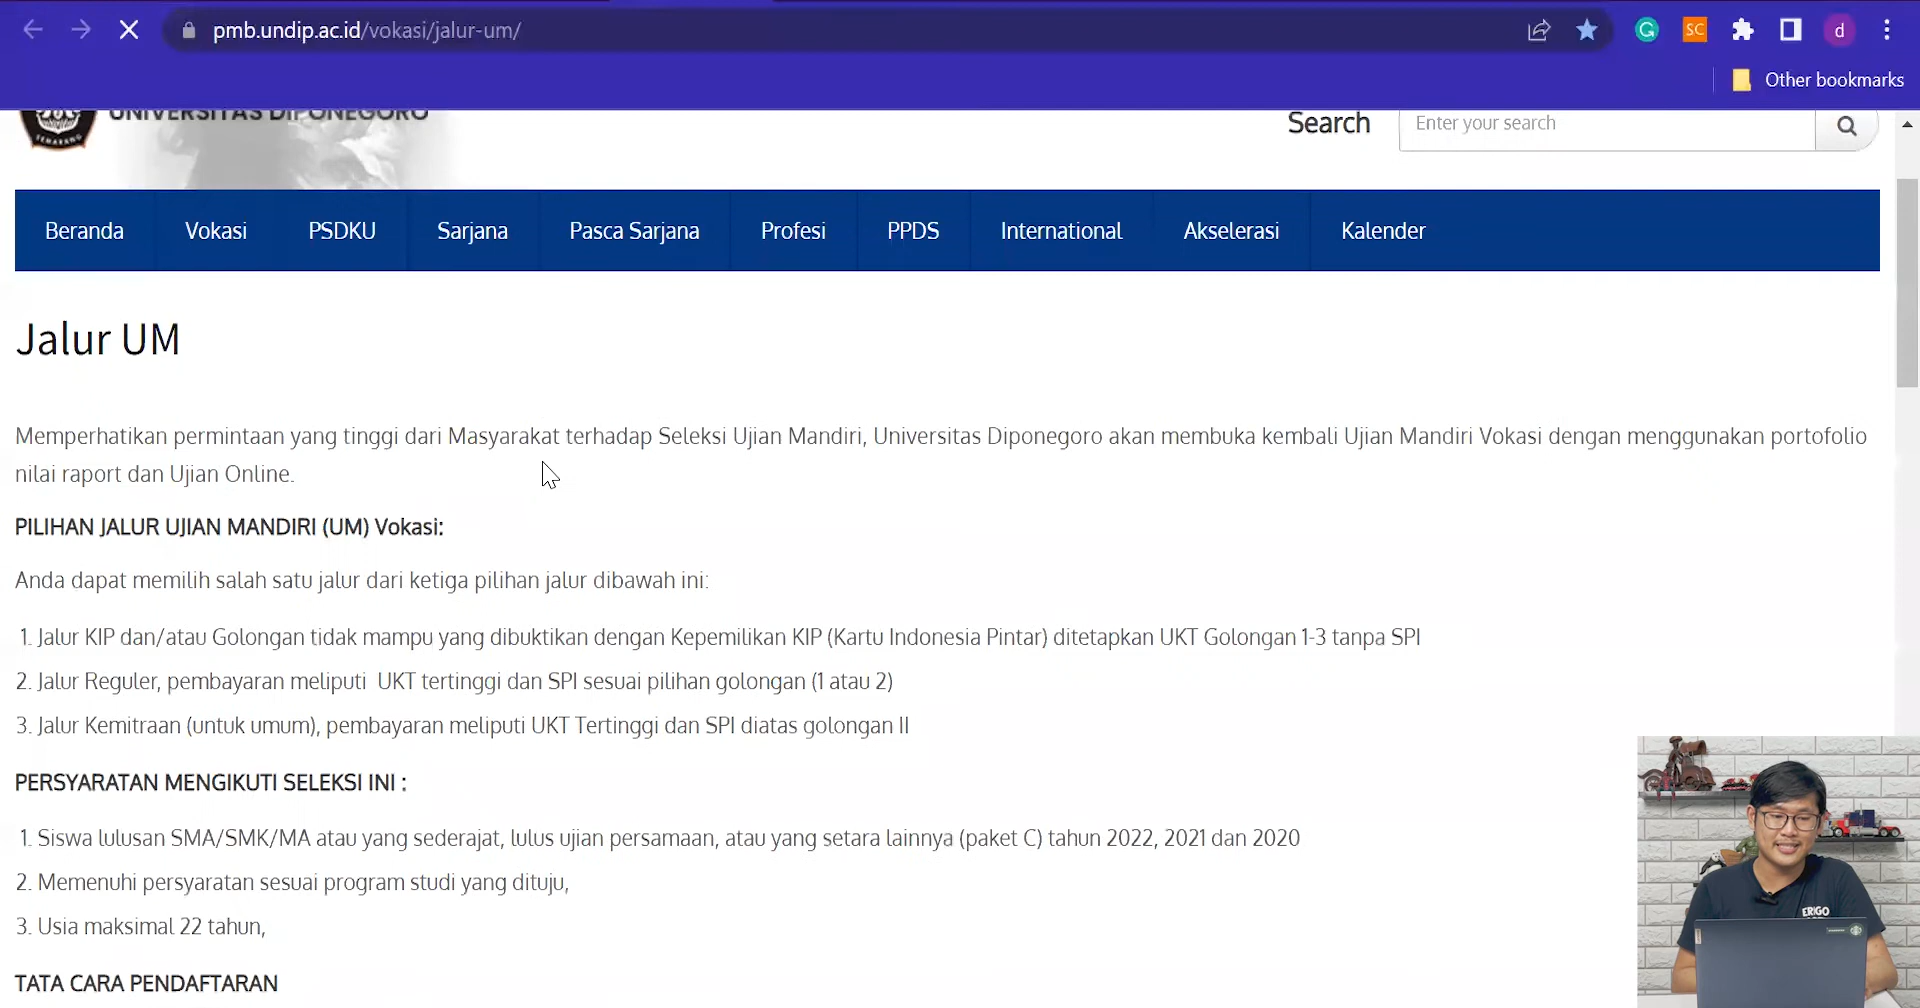 pmb.undip.ac.id/vokasi/jalur-um/
SC
d
Other bookmarks
UNIVERSITAS DIPONEGORO
SEMARANG
Search
Enter your search
Beranda Vokasi PSDKU Sarjana Pasca Sarjana Profesi PPDS International Akselerasi Kalender
Jalur UM
Memperhatikan permintaan yang tinggi dari Masyarakat terhadap Seleksi Ujian Mandiri, Universitas Diponegoro akan membuka kembali Ujian Mandiri Vokasi dengan menggunakan portofolio
nilai raport dan Ujian Online.
PILIHAN JALUR UJIAN MANDIRI (UM) Vokasi:
Anda dapat memilih salah satu jalur dari ketiga pilihan jalur dibawah ini:
1. Jalur KIP dan/atau Golongan tidak mampu yang dibuktikan dengan Kepemilikan KIP (Kartu Indonesia Pintar) ditetapkan UKT Golongan 1-3 tanpa SPI
2. Jalur Reguler, pembayaran meliputi UKT tertinggi dan SPI sesuai pilihan golongan (1 atau 2)
3. Jalur Kemitraan (untuk umum), pembayaran meliputi UKT Tertinggi dan SPI diatas golongan II
PERSYARATAN MENGIKUTI SELEKSI INI :
1. Siswa lulusan SMA/SMK/MA atau yang sederajat, lulus ujian persamaan, atau yang setara lainnya (paket C) tahun 2022, 2021 dan 2020
2. Memenuhi persyaratan sesuai program studi yang dituju,
3. Usia maksimal 22 tahun,
TATA CARA PENDAFTARAN
ERIGO